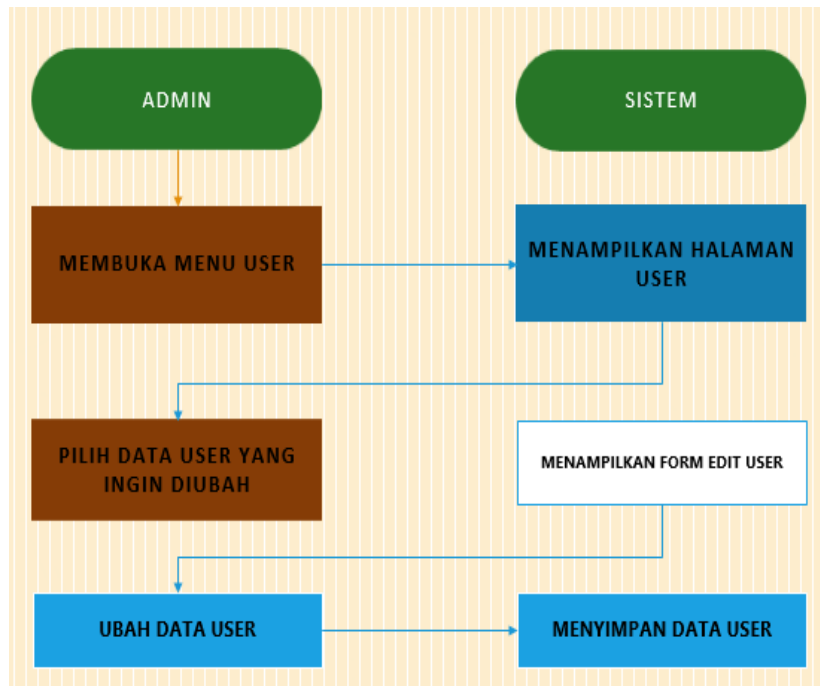 ADMIN
SISTEM
MEMBUKA MENU USER
MENAMPILKAN HALAMAN
USER
PILIH DATA USER YANG
INGIN DIUBAH
MENAMPILKAN FORM EDIT USER
UBAH DATA USER
MENYIMPAN DATA USER